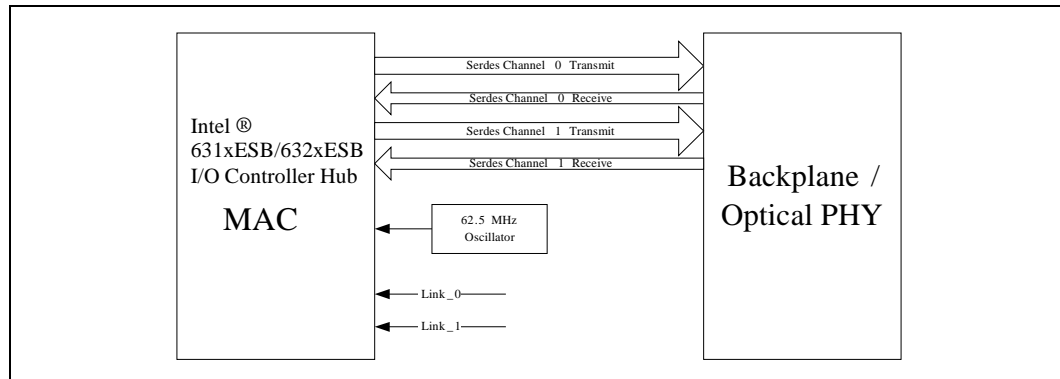 Serdes Channel 0 Transmit
Serdes Channel 0 Receive
Serdes Channel 1 Transmit
Serdes Channel 1 Receive
Intel ®
631xESB/632xESB
I/O Controller Hub
MAC
Backplane /
Optical PHY
62.5 MHz
Oscillator
Link_0
Link_1